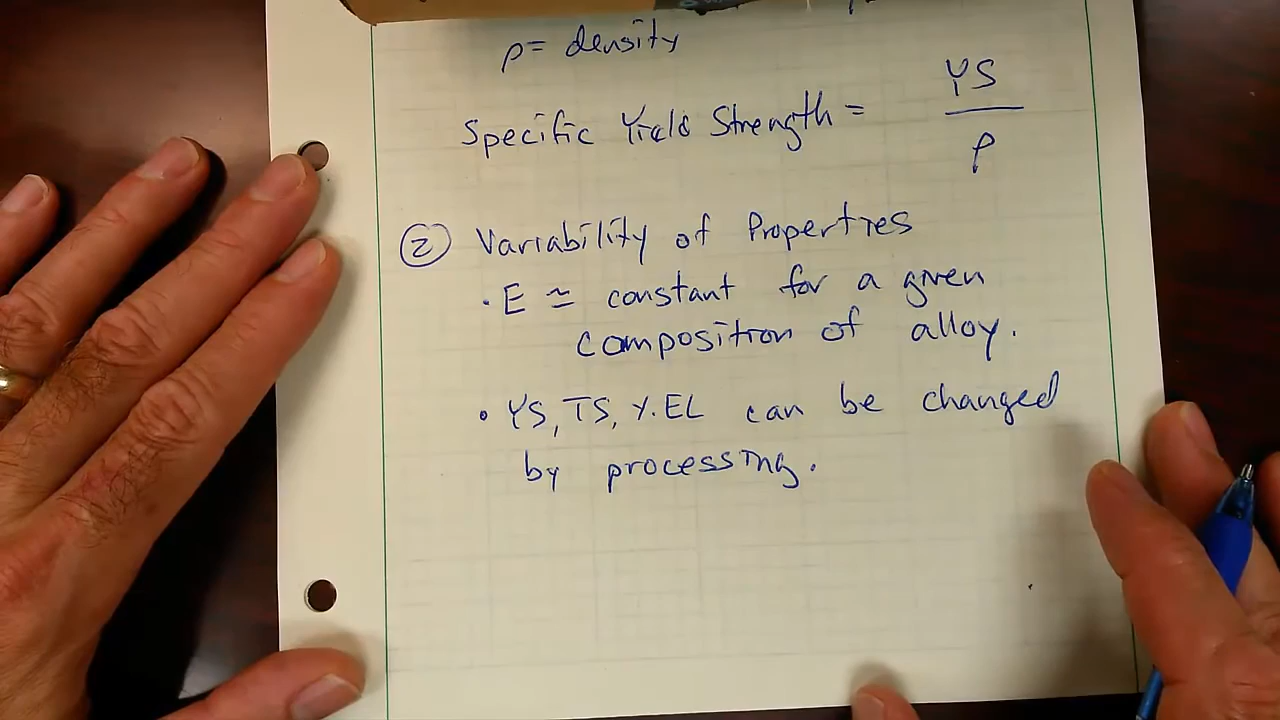 ρ = density
Specific Yield Strength = YS / ρ
② Variability of Properties
• E ≃ constant for a given
composition of alloy.
• YS, TS, %EL can be changed
by processing.